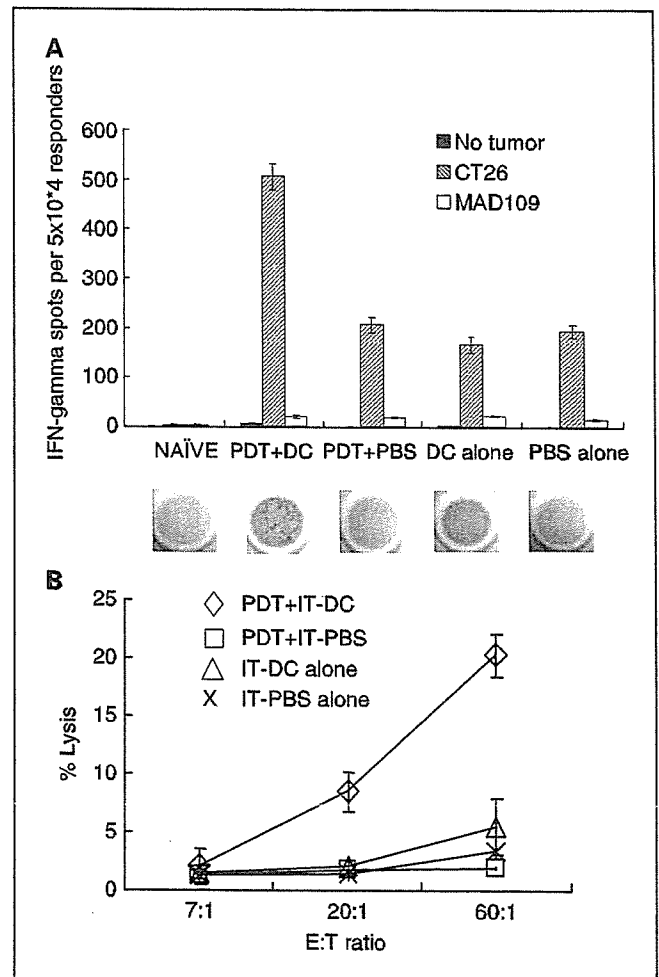 A
IFN-gamma spots per 5x10*4 responders
600
500
400
300
200
100
0
No tumor
CT26
MAD109
NAÏVE PDT+DC PDT+PBS DC alone PBS alone
B
% Lysis
25
20
15
10
5
0
PDT+IT-DC
PDT+IT-PBS
IT-DC alone
IT-PBS alone
7:1 20:1 60:1
E:T ratio